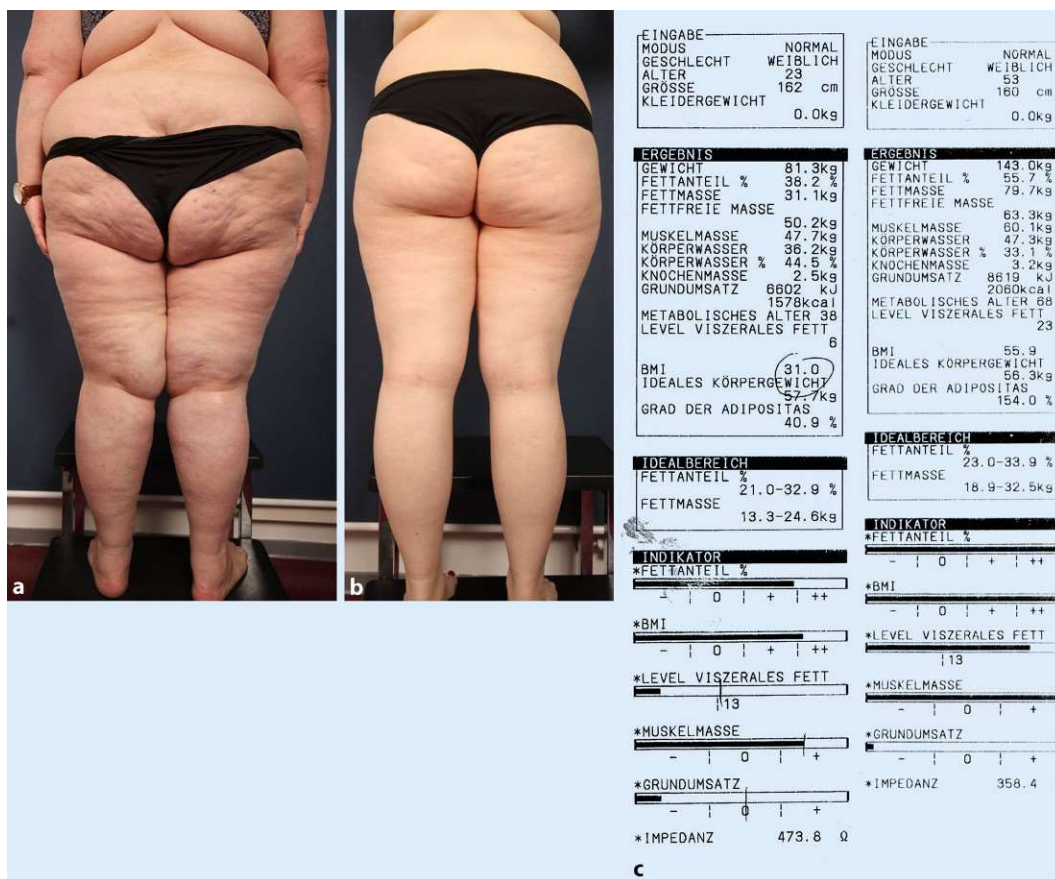 a
b
EINGABE
MODUS NORMAL
GESCHLECHT WEIBLICH
ALTER 23
GRÖSSE 162 cm
KLEIDERGEWICHT
0.0kg
ERGEBNIS
GEWICHT 81.3kg
FETTANTEIL % 38.2 %
FETTMASSE 31.1kg
FETTFREIE MASSE
50.2kg
MUSKELMASSE 47.7kg
KÖRPERWASSER 36.2kg
KÖRPERWASSER % 44.5 %
KNOCHENMASSE 2.5kg
GRUNDUMSATZ 6602 kJ
1578kcal
METABOLISCHES ALTER 38
LEVEL VISZERALES FETT
6
BMI 31.0
IDEALES KÖRPERGEWICHT
57.7kg
GRAD DER ADIPOSITAS
40.9 %
IDEALBEREICH
FETTANTEIL %
21.0-32.9 %
FETTMASSE
13.3-24.6kg
INDIKATOR
*FETTANTEIL %
- | 0 | + | ++
*BMI
- | 0 | + | ++
*LEVEL VISZERALES FETT
|13
*MUSKELMASSE
- | 0 | +
*GRUNDUMSATZ
- | 0 | +
*IMPEDANZ 473.8 Ω
c
EINGABE
MODUS NORMAL
GESCHLECHT WEIBLICH
ALTER 53
GRÖSSE 160 cm
KLEIDERGEWICHT
0.0kg
ERGEBNIS
GEWICHT 143.0kg
FETTANTEIL % 55.7 %
FETTMASSE 79.7kg
FETTFREIE MASSE
63.3kg
MUSKELMASSE 60.1kg
KÖRPERWASSER 47.3kg
KÖRPERWASSER % 33.1 %
KNOCHENMASSE 3.2kg
GRUNDUMSATZ 8619 kJ
2060kcal
METABOLISCHES ALTER 68
LEVEL VISZERALES FETT
23
BMI 55.9
IDEALES KÖRPERGEWICHT
56.3kg
GRAD DER ADIPOSITAS
154.0 %
IDEALBEREICH
FETTANTEIL %
23.0-33.9 %
FETTMASSE
18.9-32.5kg
INDIKATOR
*FETTANTEIL %
- | 0 | + | ++
*BMI
- | 0 | + | ++
*LEVEL VISZERALES FETT
|13
*MUSKELMASSE
- | 0 | +
*GRUNDUMSATZ
- | 0 | +
*IMPEDANZ 358.4